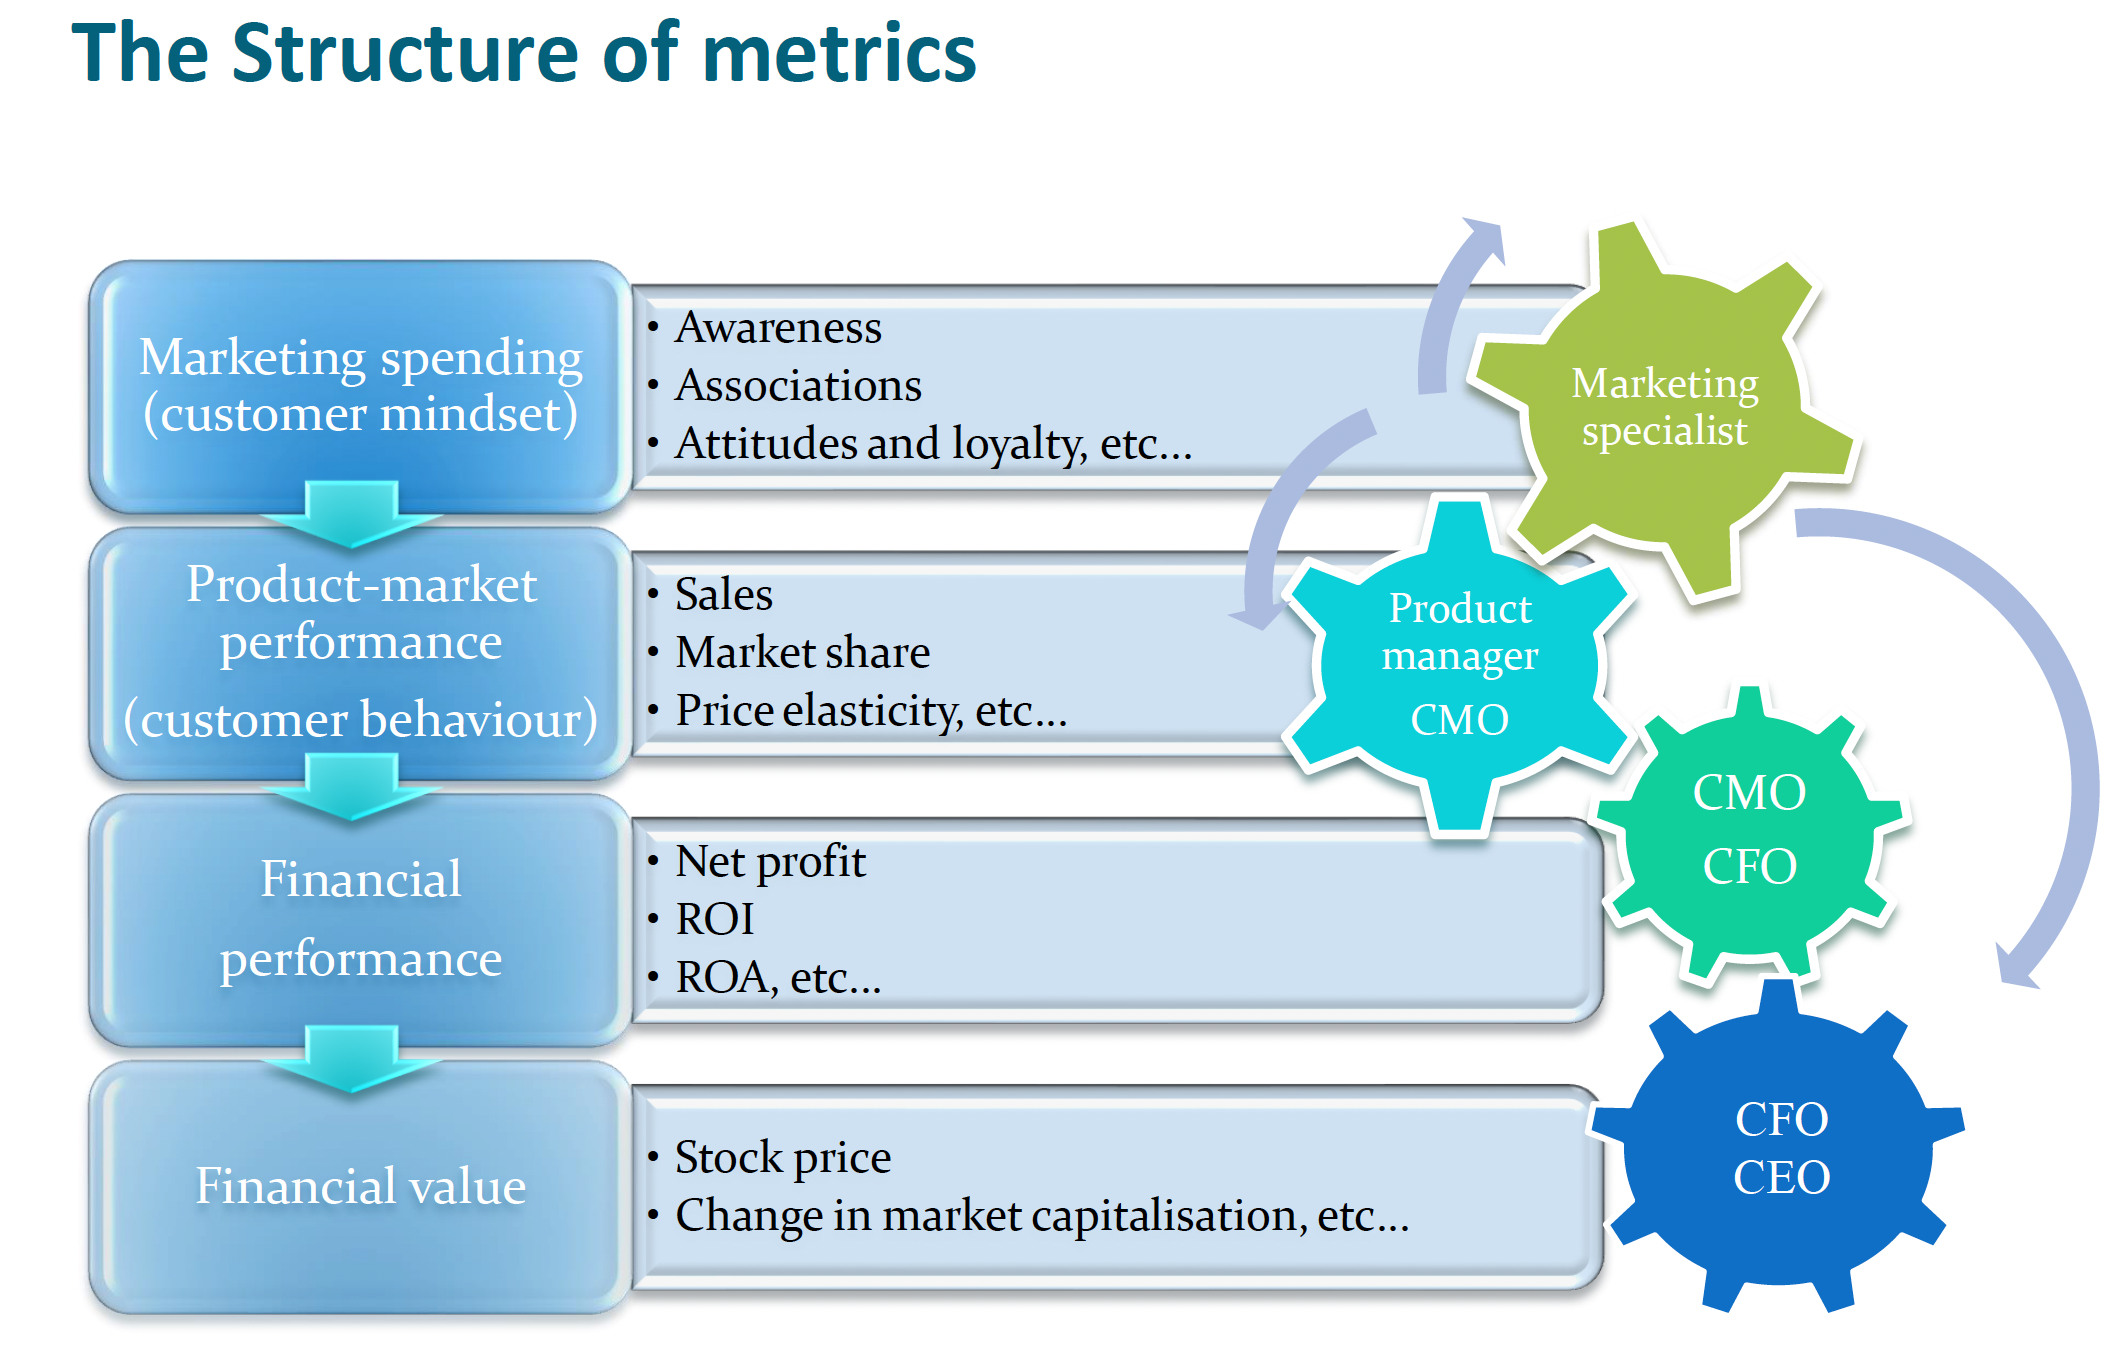 The Structure of metrics
Marketing spending
(customer mindset)
• Awareness
• Associations
• Attitudes and loyalty, etc...
Marketing
specialist
Product-market
performance
(customer behaviour)
• Sales
• Market share
• Price elasticity, etc...
Product
manager
CMO
Financial
performance
• Net profit
• ROI
• ROA, etc...
CMO
CFO
Financial value
• Stock price
• Change in market capitalisation, etc...
CFO
CEO